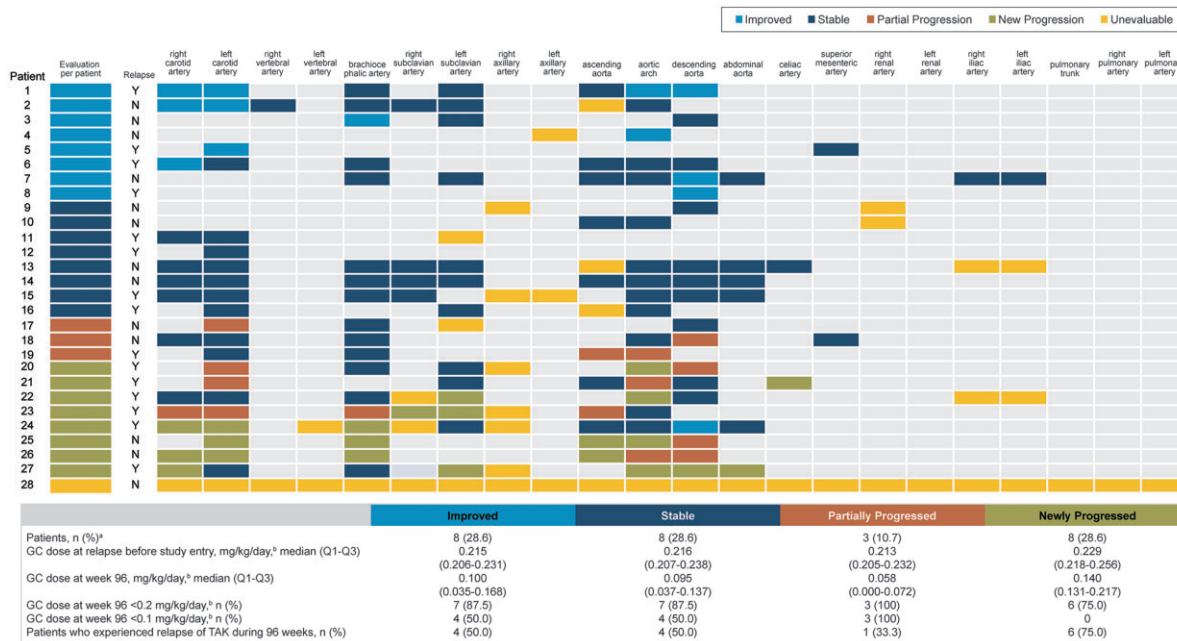 Improved Stable Partial Progression New Progression Unevaluable
Patient
Evaluation per patient
Relapse
right carotid artery
left carotid artery
right vertebral artery
left vertebral artery
brachioce phalic artery
right subclavian artery
left subclavian artery
right axillary artery
left axillary artery
ascending aorta
aortic arch
descending aorta
abdominal aorta
celiac artery
superior mesenteric artery
right renal artery
left renal artery
right iliac artery
left iliac artery
pulmonary trunk
right pulmonary artery
left pulmonary artery
1 Y
2 N
3 N
4 N
5 Y
6 Y
7 N
8 Y
9 N
10 N
11 Y
12 Y
13 N
14 N
15 Y
16 Y
17 N
18 N
19 Y
20 Y
21 Y
22 Y
23 Y
24 Y
25 N
26 N
27 Y
28 N
Improved Stable Partially Progressed Newly Progressed
Patients, n (%)ᵃ 8 (28.6) 8 (28.6) 3 (10.7) 8 (28.6)
GC dose at relapse before study entry, mg/kg/day,ᵇ median (Q1-Q3) 0.215 0.216 0.213 0.229
(0.206-0.231) (0.207-0.238) (0.205-0.232) (0.218-0.256)
GC dose at week 96, mg/kg/day,ᵇ median (Q1-Q3) 0.100 0.095 0.058 0.140
(0.035-0.168) (0.037-0.137) (0.000-0.072) (0.131-0.217)
GC dose at week 96 <0.2 mg/kg/day,ᵇ n (%) 7 (87.5) 7 (87.5) 3 (100) 6 (75.0)
GC dose at week 96 <0.1 mg/kg/day,ᵇ n (%) 4 (50.0) 4 (50.0) 3 (100) 0
Patients who experienced relapse of TAK during 96 weeks, n (%) 4 (50.0) 4 (50.0) 1 (33.3) 6 (75.0)